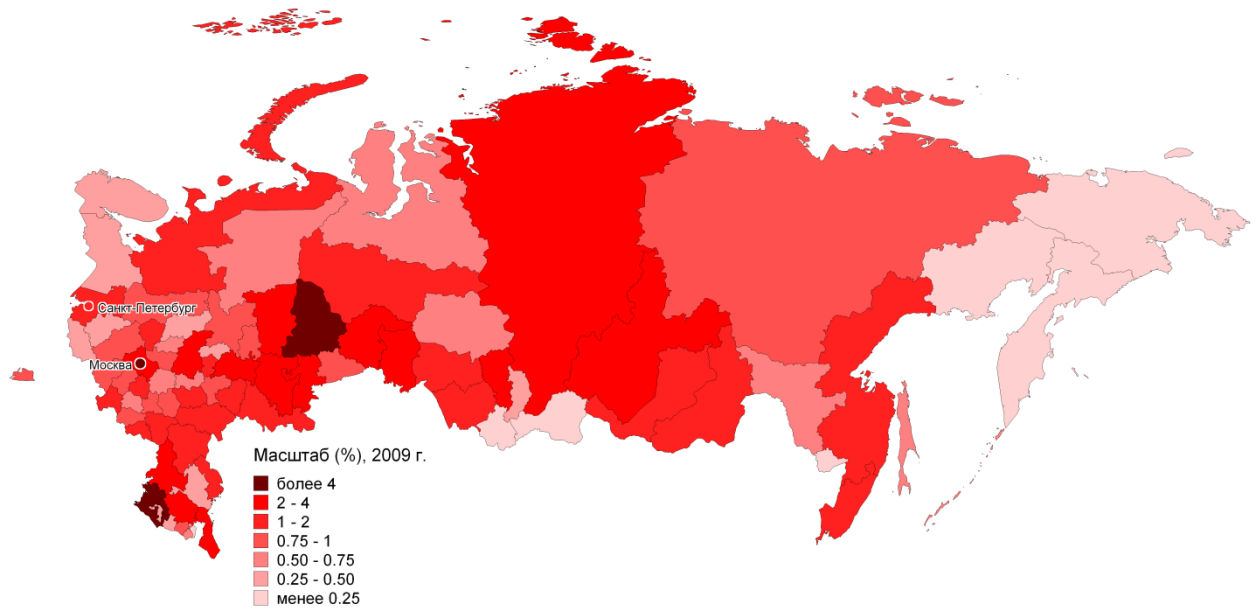 Санкт-Петербург
Москва
Масштаб (%), 2009 г.
более 4
2 - 4
1 - 2
0.75 - 1
0.50 - 0.75
0.25 - 0.50
менее 0.25